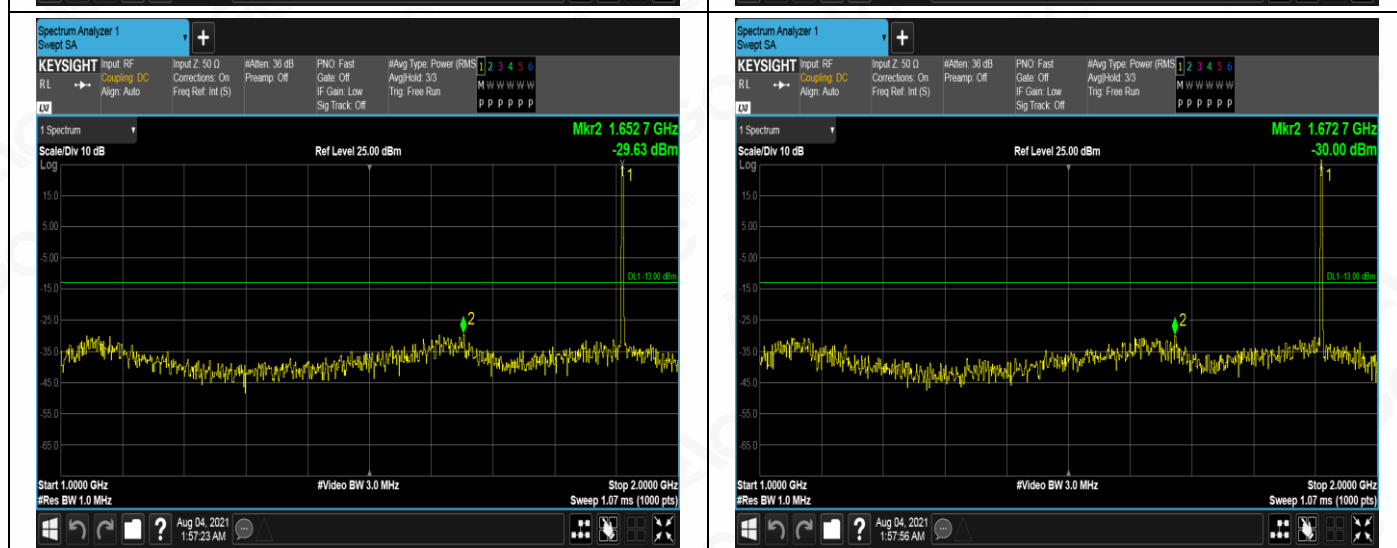 Spectrum Analyzer 1
Swept SA
+
KEYSIGHT Input: RF Input Z: 50 Ω #Atten: 36 dB PNO: Fast #Avg Type: Power (RMS 1 2 3 4 5 6
R L Coupling: DC Corrections: On Preamp: Off Gate: Off Avg|Hold: 3/3 M W W W W W
Align: Auto Freq Ref: Int (S) IF Gain: Low Trig: Free Run
LXI Sig Track: Off P P P P P P
1 Spectrum Mkr2 1.652 7 GHz
Scale/Div 10 dB Ref Level 25.00 dBm -29.63 dBm
Log
1
15.0
5.00
-5.00
DL1 -13.00 dBm
-15.0
2
-25.0
-35.0
-45.0
-55.0
-65.0
Start 1.0000 GHz #Video BW 3.0 MHz Stop 2.0000 GHz
#Res BW 1.0 MHz Sweep 1.07 ms (1000 pts)
? Aug 04, 2021
1:57:23 AM
Spectrum Analyzer 1
Swept SA
+
KEYSIGHT Input: RF Input Z: 50 Ω #Atten: 36 dB PNO: Fast #Avg Type: Power (RMS 1 2 3 4 5 6
R L Coupling: DC Corrections: On Preamp: Off Gate: Off Avg|Hold: 3/3 M W W W W W
Align: Auto Freq Ref: Int (S) IF Gain: Low Trig: Free Run
LXI Sig Track: Off P P P P P P
1 Spectrum Mkr2 1.672 7 GHz
Scale/Div 10 dB Ref Level 25.00 dBm -30.00 dBm
Log
1
15.0
5.00
-5.00
DL1 -13.00 dBm
-15.0
2
-25.0
-35.0
-45.0
-55.0
-65.0
Start 1.0000 GHz #Video BW 3.0 MHz Stop 2.0000 GHz
#Res BW 1.0 MHz Sweep 1.07 ms (1000 pts)
? Aug 04, 2021
1:57:56 AM